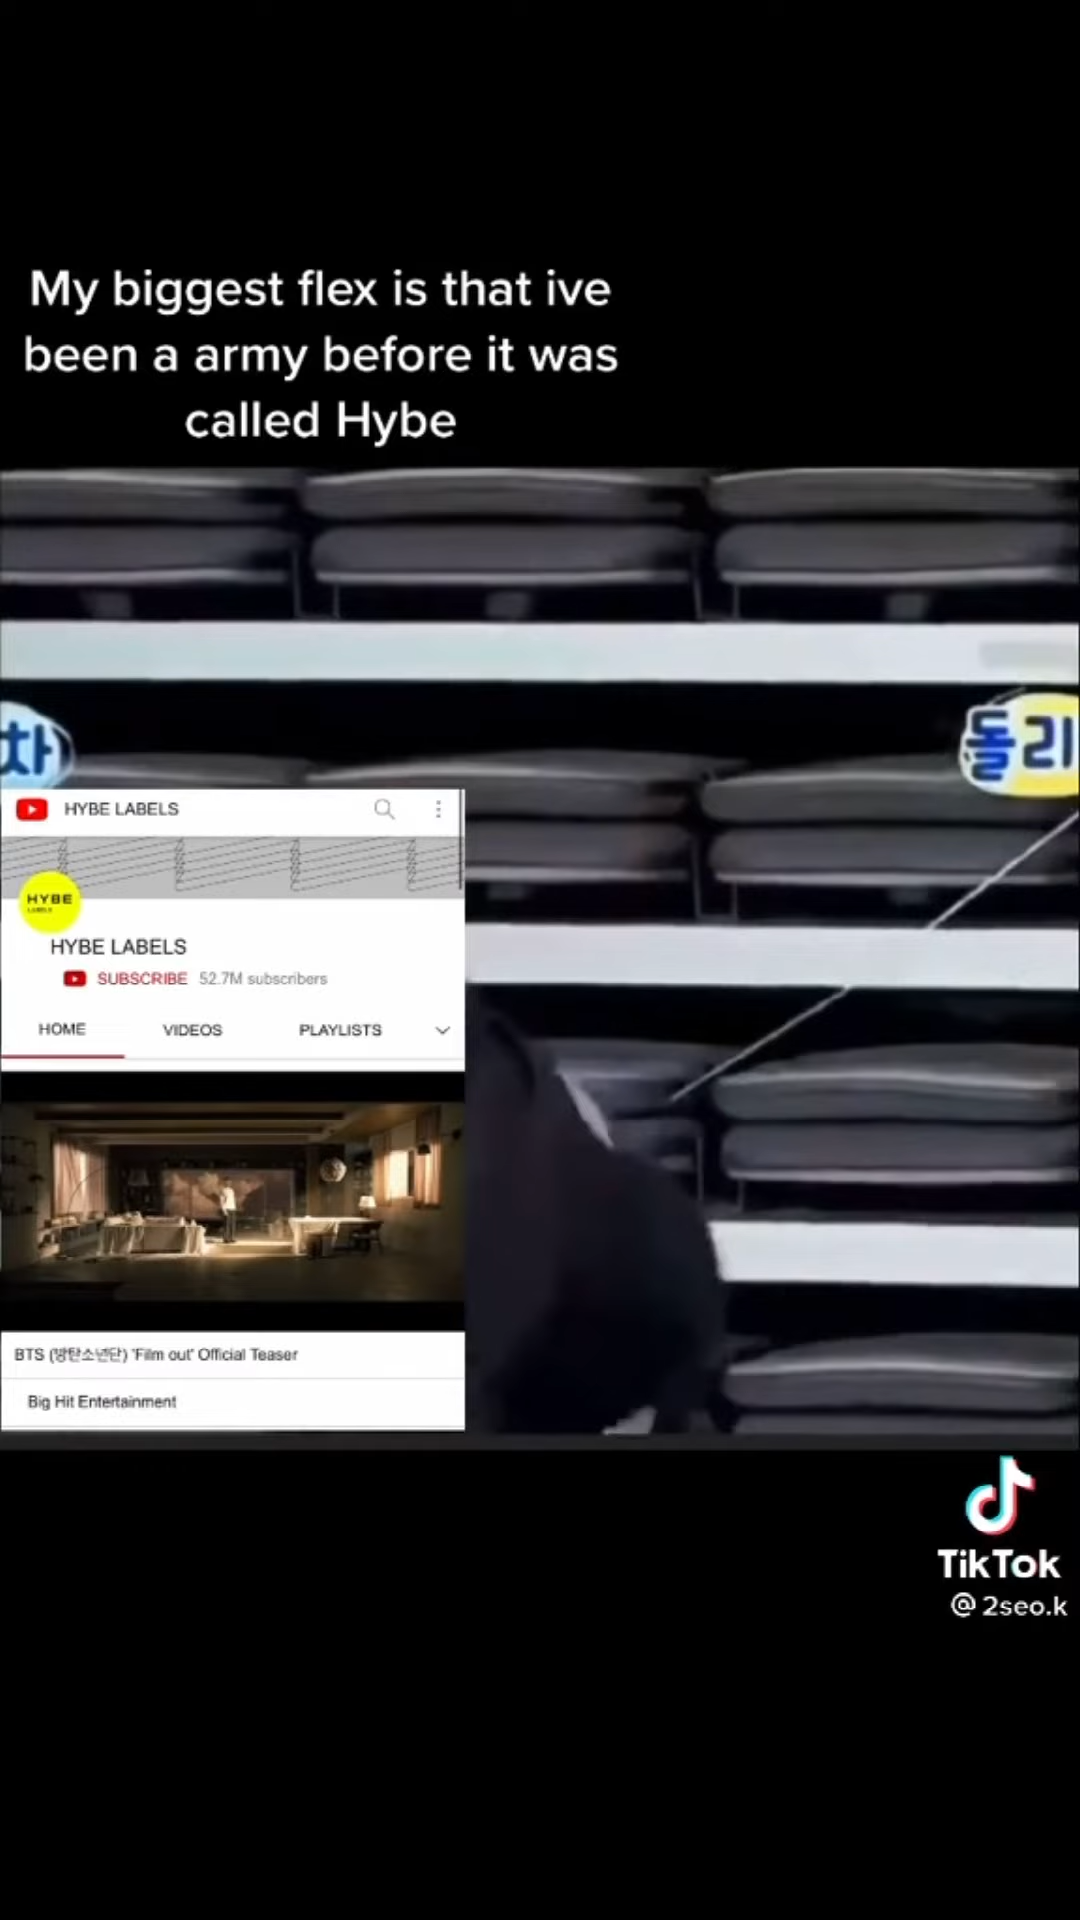 My biggest flex is that ive
been a army before it was
called Hybe
차
돌리
HYBE LABELS
HYBE
LABELS
HYBE LABELS
SUBSCRIBE 52.7M subscribers
HOME VIDEOS PLAYLISTS
BTS (방탄소년단) 'Film out' Official Teaser
Big Hit Entertainment
TikTok
@2seo.k